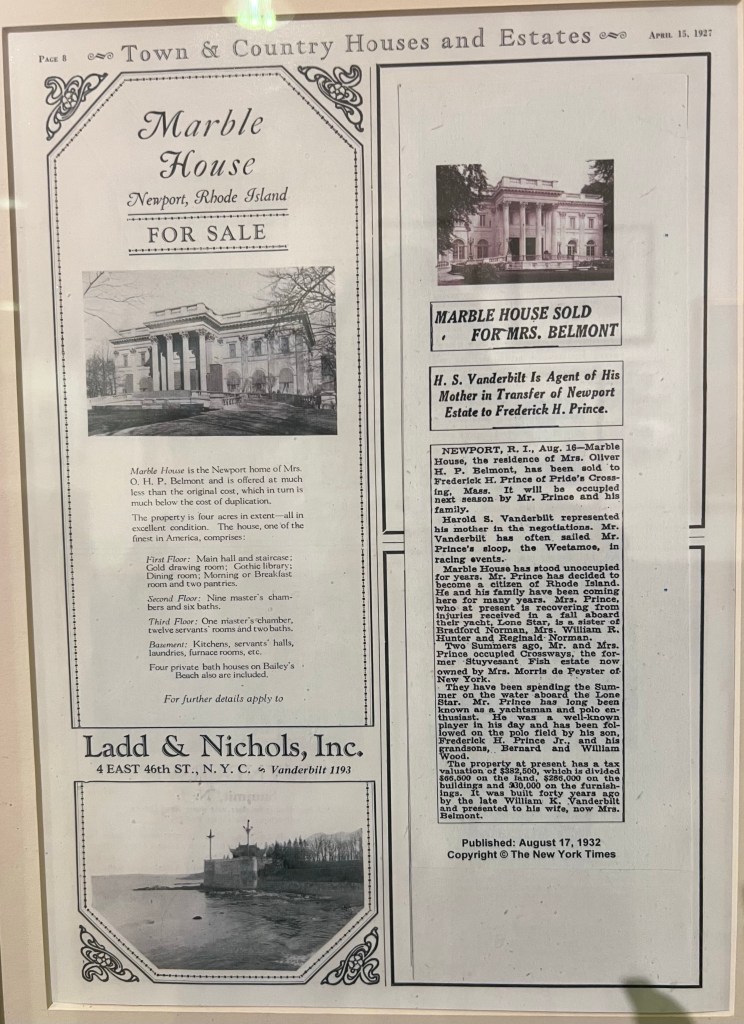 PAGE 8
Town & Country Houses and Estates
APRIL 15, 1927
Marble
House
Newport, Rhode Island
FOR SALE
Marble House is the Newport home of Mrs.
O. H. P. Belmont and is offered at much
less than the original cost, which in turn is
much below the cost of duplication.
The property is four acres in extent—all in
excellent condition. The house, one of the
finest in America, comprises:
First Floor: Main hall and staircase;
Gold drawing room; Gothic library;
Dining room; Morning or Breakfast
room and two pantries.
Second Floor: Nine master's cham-
bers and six baths.
Third Floor: One master's chamber,
twelve servants' rooms and two baths.
Basement: Kitchens, servants' halls,
laundries, furnace rooms, etc.
Four private bath houses on Bailey's
Beach also are included.
For further details apply to
Ladd & Nichols, Inc.
4 EAST 46th ST., N. Y. C. Vanderbilt 1193
MARBLE HOUSE SOLD
FOR MRS. BELMONT
H. S. Vanderbilt Is Agent of His
Mother in Transfer of Newport
Estate to Frederick H. Prince.
NEWPORT, R. I., Aug. 16—Marble
House, the residence of Mrs. Oliver
H. P. Belmont, has been sold to
Frederick H. Prince of Pride's Cross-
ing, Mass. It will be occupied
next season by Mr. Prince and his
family.
Harold S. Vanderbilt represented
his mother in the negotiations. Mr.
Vanderbilt has often sailed Mr.
Prince's sloop, the Weetamoe, in
racing events.
Marble House has stood unoccupied
for years. Mr. Prince has decided to
become a citizen of Rhode Island.
He and his family have been coming
here for many years. Mrs. Prince,
who at present is recovering from
injuries received in a fall aboard
their yacht, Lone Star, is a sister of
Bradford Norman, Mrs. William R.
Hunter and Reginald Norman.
Two Summers ago, Mr. and Mrs.
Prince occupied Crossways, the for-
mer Stuyvesant Fish estate now
owned by Mrs. Morris de Peyster of
New York.
They have been spending the Sum-
mer on the water aboard the Lone
Star. Mr. Prince has long been
known as a yachtsman and polo en-
thusiast. He was a well-known
player in his day and has been fol-
lowed on the polo field by his son,
Frederick H. Prince Jr., and his
grandsons, Bernard and William
Wood.
The property at present has a tax
valuation of $382,500, which is divided
$66,500 on the land, $286,000 on the
buildings and $30,000 on the furnish-
ings. It was built forty years ago
by the late William K. Vanderbilt
and presented to his wife, now Mrs.
Belmont.
Published: August 17, 1932
Copyright © The New York Times